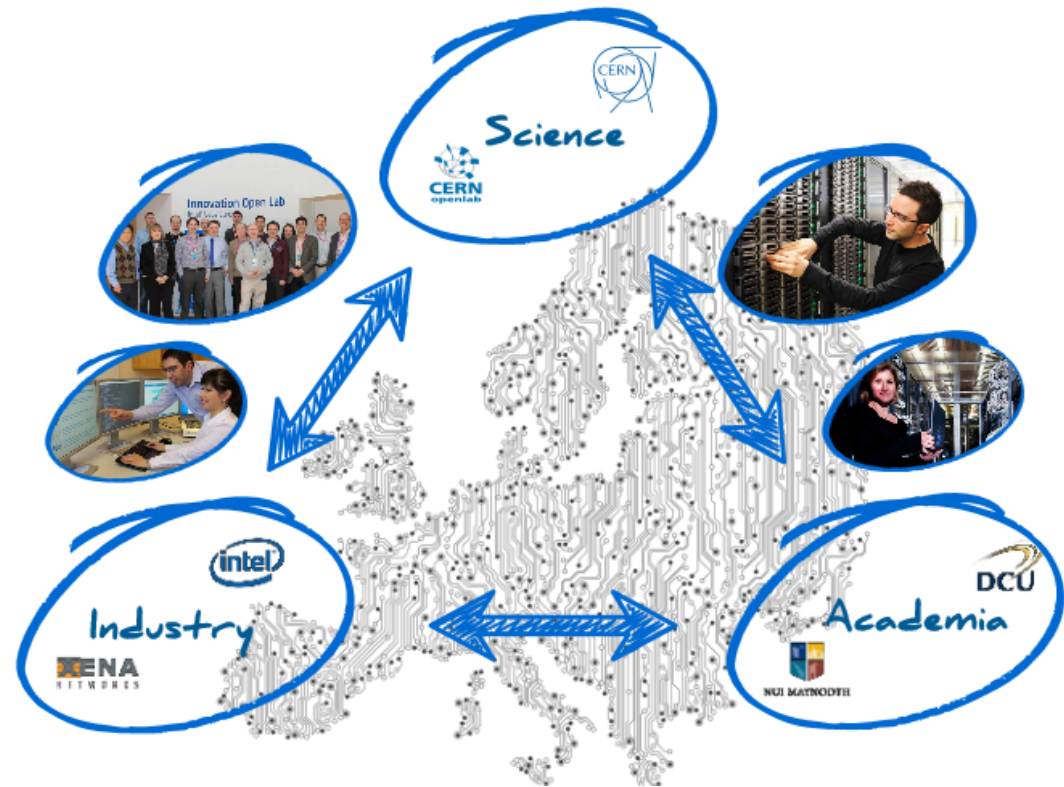 CERN
Science
CERN
openlab
Innovation Open Lab
intel
Industry
XENA
NETWORKS
DCU
Academia
NUI MAYNOOTH